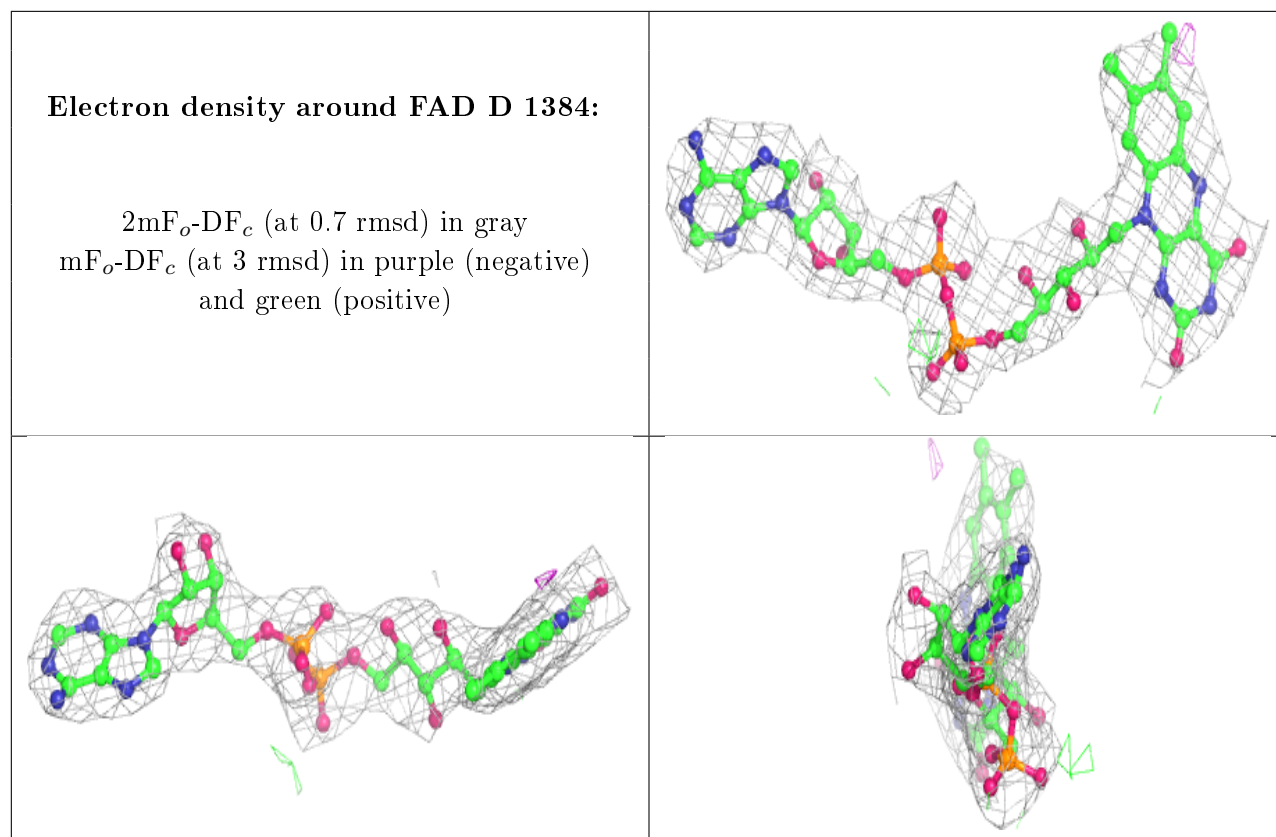 Electron density around FAD D 1384:
2mFo-DFc (at 0.7 rmsd) in gray
mFo-DFc (at 3 rmsd) in purple (negative)
and green (positive)